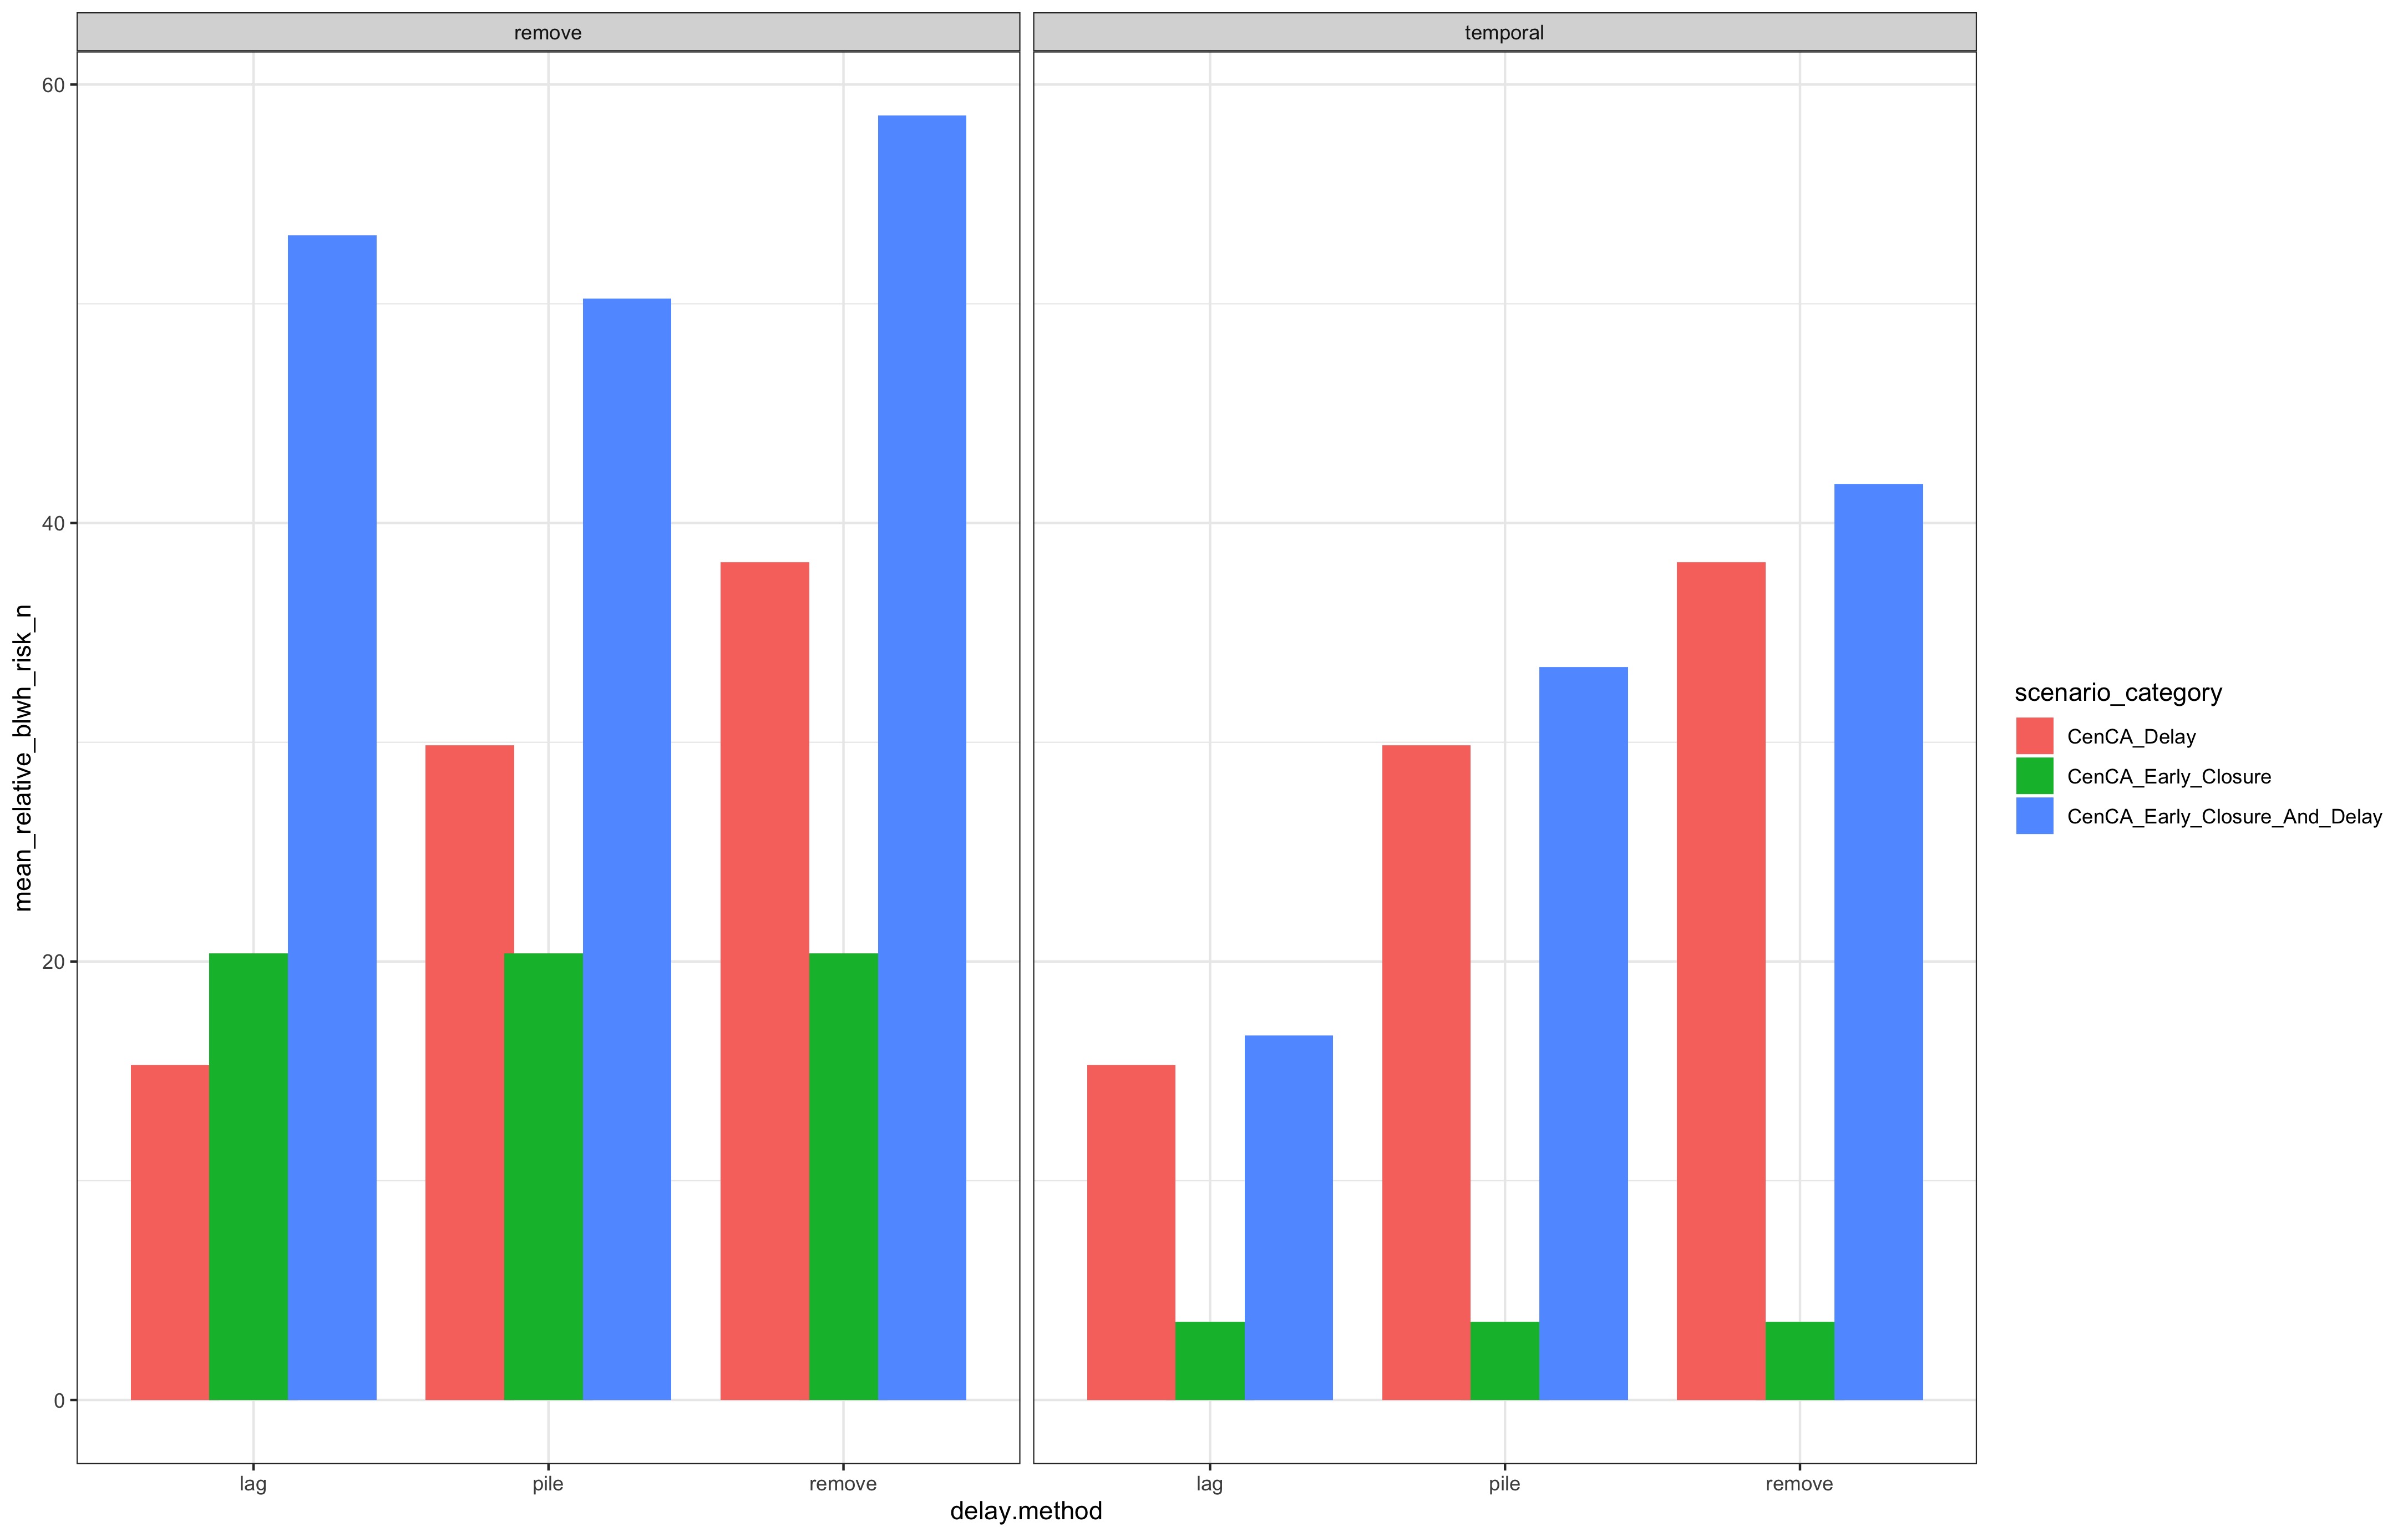 remove
temporal
60
40
20
0
mean_relative_blwh_risk_n
lag pile remove
lag pile remove
delay.method
scenario_category
CenCA_Delay
CenCA_Early_Closure
CenCA_Early_Closure_And_Delay